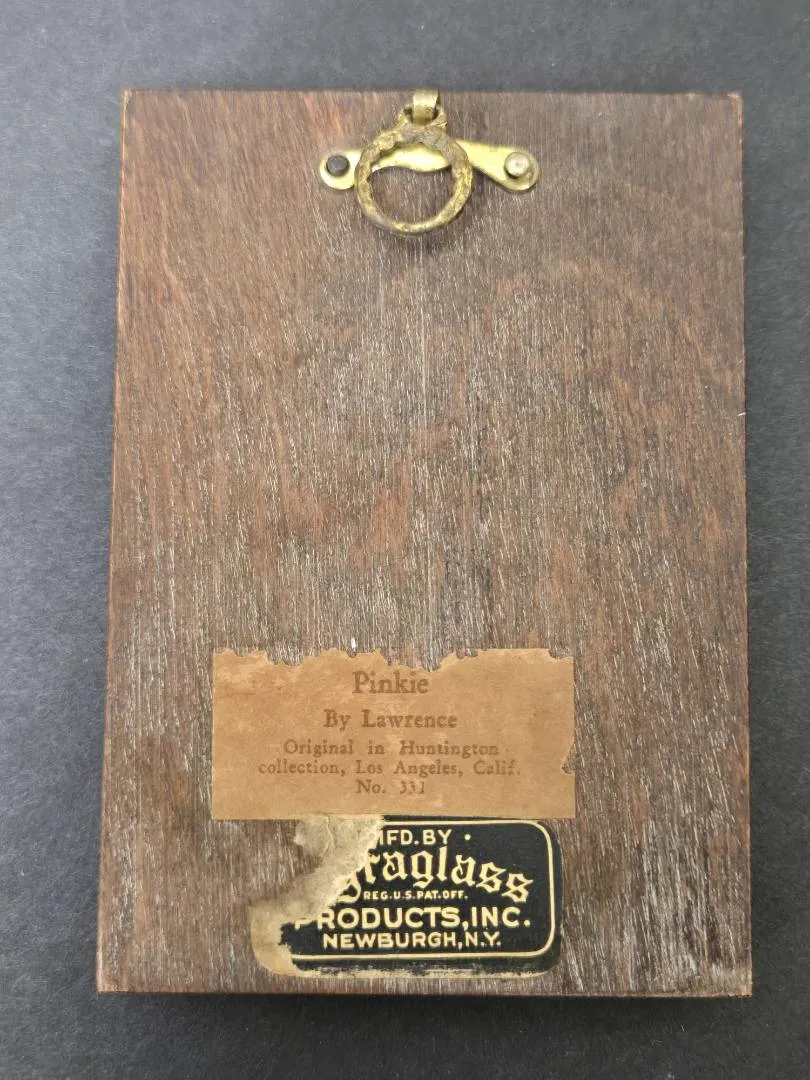 Pinkie
By Lawrence
Original in Huntington
collection, Los Angeles, Calif.
No. 331
MFD. BY
REG. U.S. PAT. OFF.
PRODUCTS, INC.
NEWBURGH, N.Y.